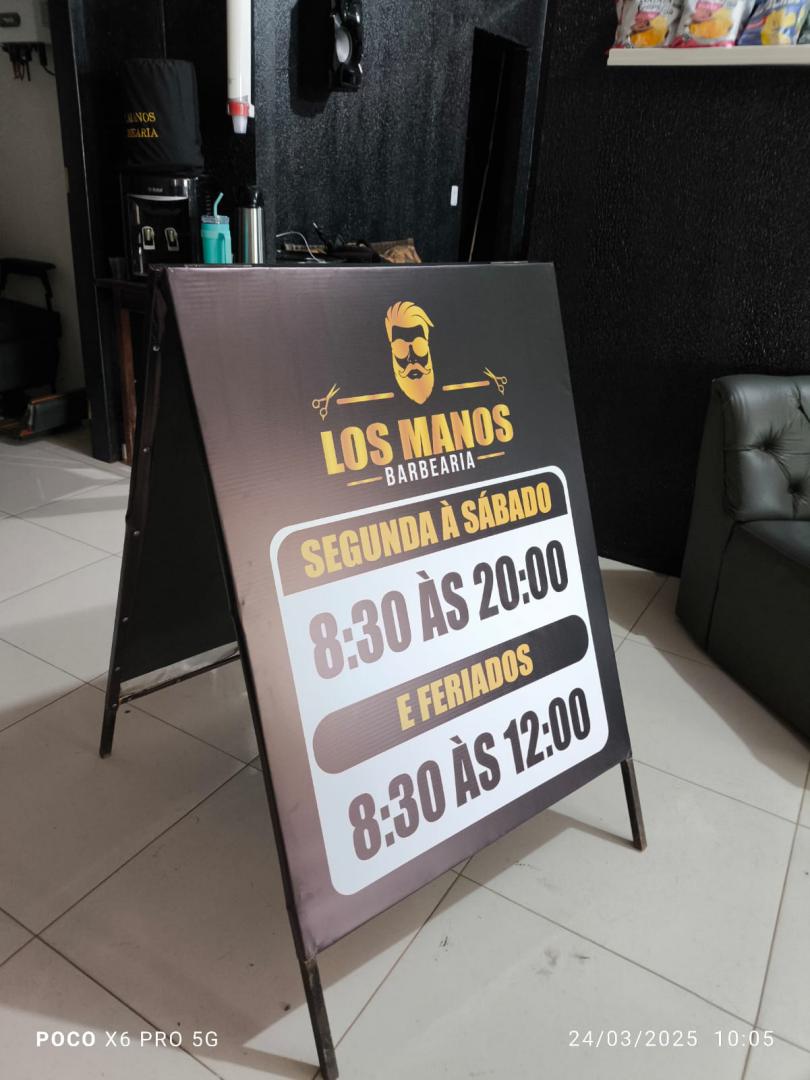 MANOS
BEARIA
LOS MANOS
BARBEARIA
SEGUNDA À SÁBADO
8:30 ÀS 20:00
E FERIADOS
8:30 ÀS 12:00
POCO X6 PRO 5G
24/03/2025 10:05